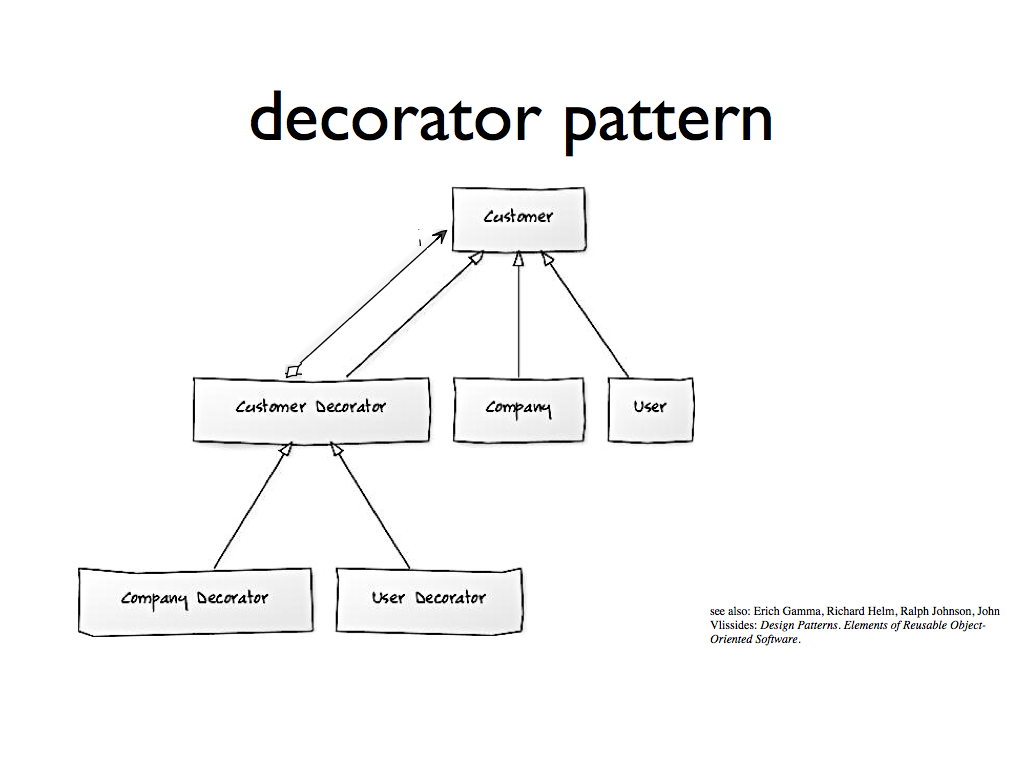 decorator pattern
Customer
Customer Decorator
Company
User
Company Decorator
User Decorator
see also: Erich Gamma, Richard Helm, Ralph Johnson, John
Vlissides: Design Patterns. Elements of Reusable Object-
Oriented Software.